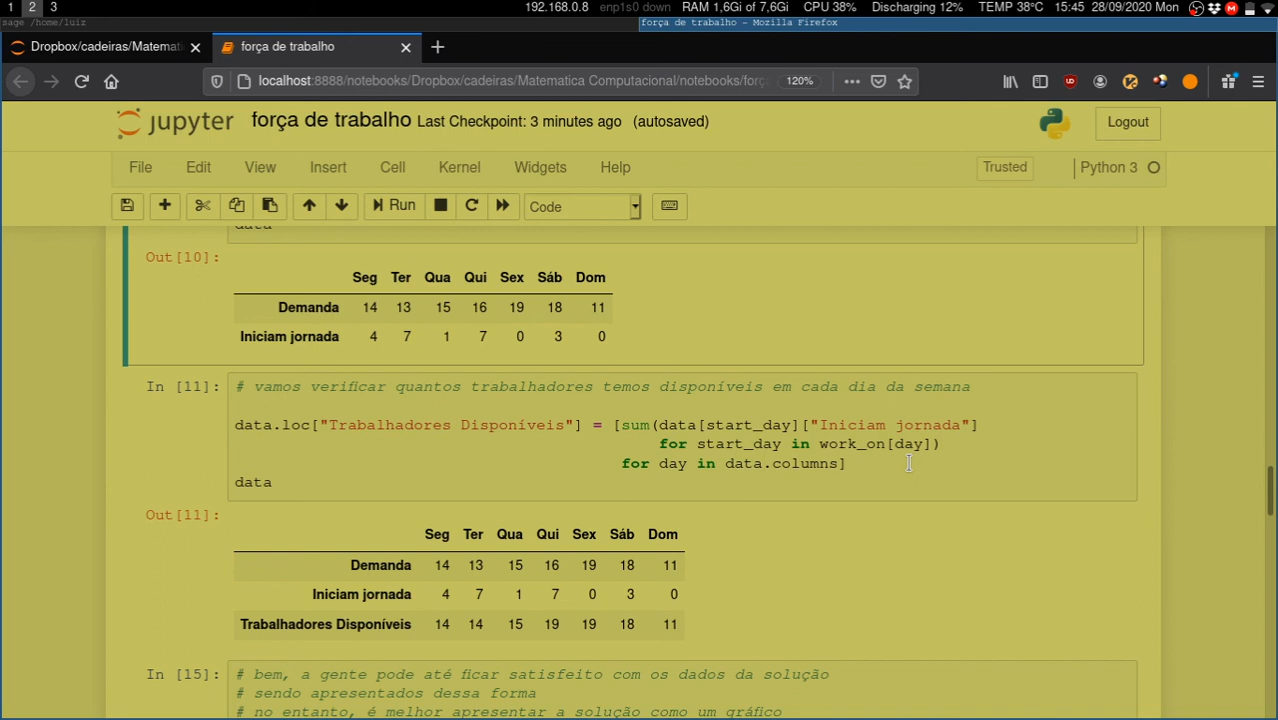 1 2 3 192.168.0.8 enp1s0 down RAM 1,6Gi of 7,6Gi CPU 38% Discharging 12% TEMP 38°C 15:45 28/09/2020 Mon
sage /home/luiz força de trabalho - Mozilla Firefox
Dropbox/cadeiras/Matemat força de trabalho
localhost:8888/notebooks/Dropbox/cadeiras/Matematica Computacional/notebooks/forç 120%
jupyter força de trabalho Last Checkpoint: 3 minutes ago (autosaved) Logout
File Edit View Insert Cell Kernel Widgets Help Trusted Python 3
Run Code
data
Out[10]:
Seg Ter Qua Qui Sex Sáb Dom
Demanda 14 13 15 16 19 18 11
Iniciam jornada 4 7 1 7 0 3 0
In [11]: # vamos verificar quantos trabalhadores temos disponíveis em cada dia da semana
data.loc["Trabalhadores Disponíveis"] = [sum(data[start_day]["Iniciam jornada"]
for start_day in work_on[day])
for day in data.columns]
data
Out[11]:
Seg Ter Qua Qui Sex Sáb Dom
Demanda 14 13 15 16 19 18 11
Iniciam jornada 4 7 1 7 0 3 0
Trabalhadores Disponíveis 14 14 15 19 19 18 11
In [15]: # bem, a gente pode até ficar satisfeito com os dados da solução
# sendo apresentados dessa forma
# no entanto, é melhor apresentar a solução como um gráfico